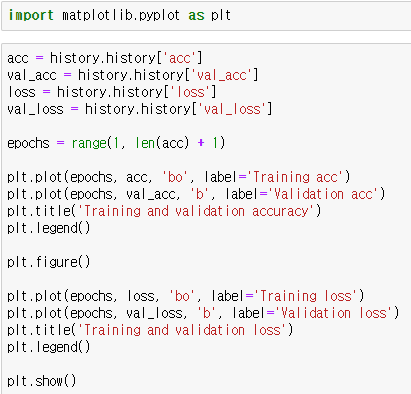 import matplotlib.pyplot as plt
acc = history.history['acc']
val_acc = history.history['val_acc']
loss = history.history['loss']
val_loss = history.history['val_loss']
epochs = range(1, len(acc) + 1)
plt.plot(epochs, acc, 'bo', label='Training acc')
plt.plot(epochs, val_acc, 'b', label='Validation acc')
plt.title('Training and validation accuracy')
plt.legend()
plt.figure()
plt.plot(epochs, loss, 'bo', label='Training loss')
plt.plot(epochs, val_loss, 'b', label='Validation loss')
plt.title('Training and validation loss')
plt.legend()
plt.show()